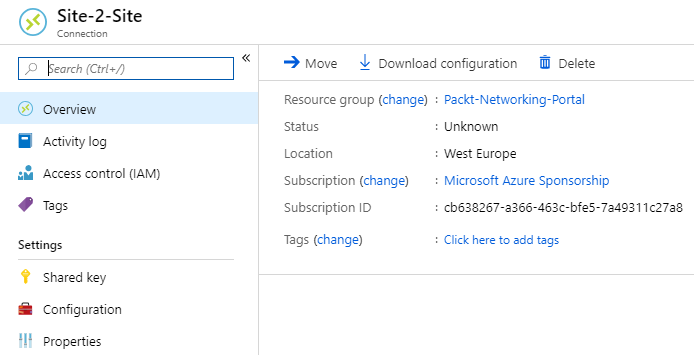 Site-2-Site
Connection
Search (Ctrl+/)
«
Overview
Activity log
Access control (IAM)
Tags
Settings
Shared key
Configuration
Properties
Move Download configuration Delete
Resource group (change) : Packt-Networking-Portal
Status : Unknown
Location : West Europe
Subscription (change) : Microsoft Azure Sponsorship
Subscription ID : cb638267-a366-463c-bfe5-7a49311c27a8
Tags (change) : Click here to add tags